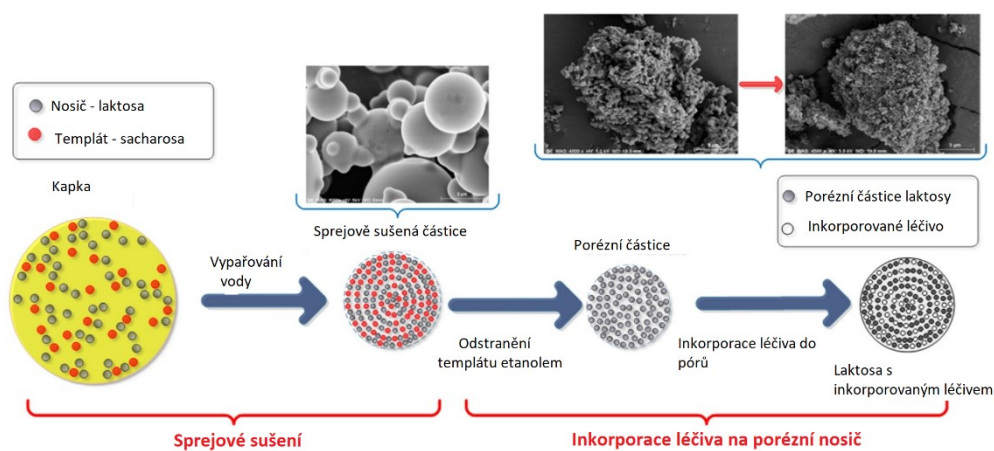 Nosič - laktosa
Templát - sacharosa
Kapka
Vypařování
vody
Sprejově sušená částice
Odstranění
templátu etanolem
Porézní částice
Inkorporace léčiva do
pórů
Porézní částice laktosy
Inkorporované léčivo
Laktosa s
inkorporovaným léčivem
Sprejové sušení
Inkorporace léčiva na porézní nosič